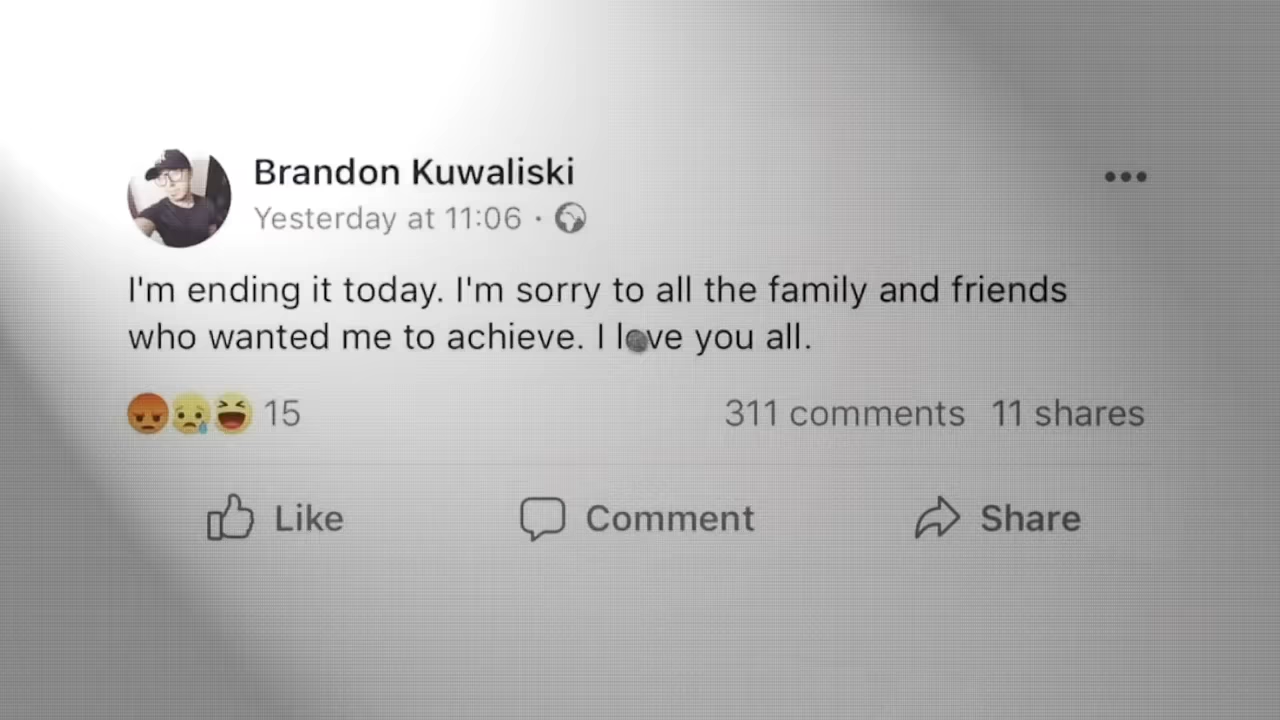 Brandon Kuwaliski
Yesterday at 11:06 ·
I'm ending it today. I'm sorry to all the family and friends
who wanted me to achieve. I love you all.
15 311 comments 11 shares
Like Comment Share